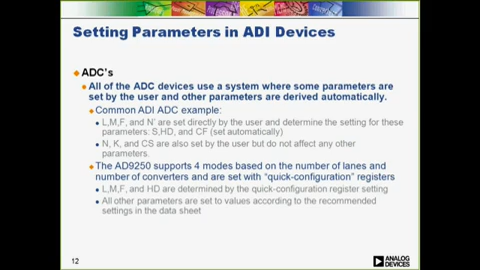 Setting Parameters in ADI Devices
ADC's
All of the ADC devices use a system where some parameters are
set by the user and other parameters are derived automatically.
Common ADI ADC example:
L,M,F, and N' are set directly by the user and determine the setting for these
parameters: S,HD, and CF (set automatically)
N, K, and CS are also set by the user but do not affect any other
parameters.
The AD9250 supports 4 modes based on the number of lanes and
number of converters and are set with "quick-configuration" registers
L,M,F, and HD are determined by the quick-configuration register setting
All other parameters are set to values according to the recommended
settings in the data sheet
12
ANALOG
DEVICES